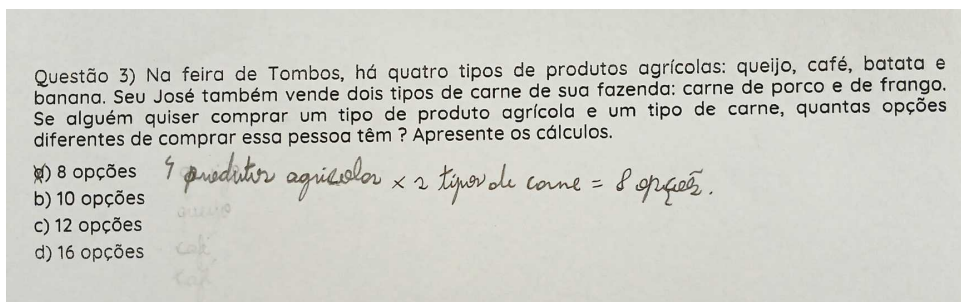 Questão 3) Na feira de Tombos, há quatro tipos de produtos agrícolas: queijo, café, batata e
banana. Seu José também vende dois tipos de carne de sua fazenda: carne de porco e de frango.
Se alguém quiser comprar um tipo de produto agrícola e um tipo de carne, quantas opções
diferentes de comprar essa pessoa têm ? Apresente os cálculos.
a) 8 opções 4 produtos agricolas x 2 tipos de carne = 8 opções.
b) 10 opções
c) 12 opções
d) 16 opções